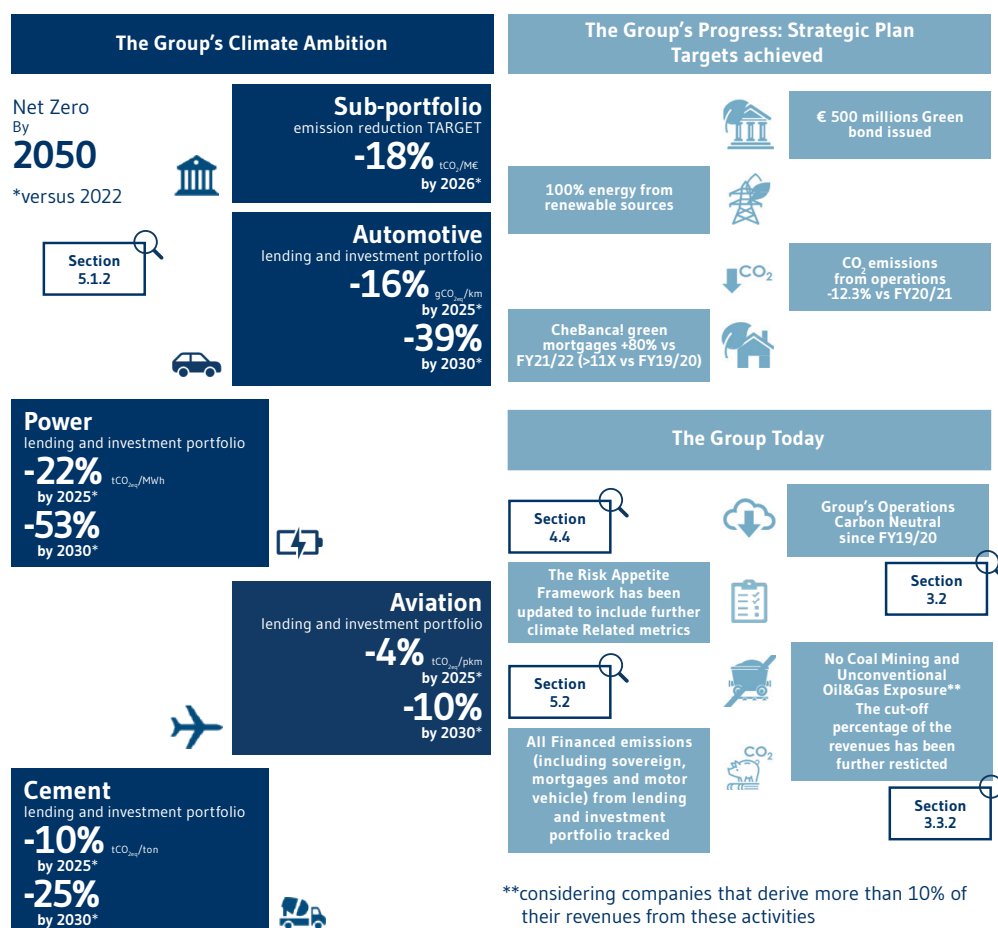 The Group's Climate Ambition
Net Zero
By
2050
*versus 2022
Section
5.1.2
Sub-portfolio
emission reduction TARGET
-18% tCO2/M€
by 2026*
Automotive
lending and investment portfolio
-16% gCO2eq/km
by 2025*
-39%
by 2030*
Power
lending and investment portfolio
-22% tCO2eq/MWh
by 2025*
-53%
by 2030*
Aviation
lending and investment portfolio
-4% tCO2eq/pkm
by 2025*
-10%
by 2030*
Cement
lending and investment portfolio
-10% tCO2eq/ton
by 2025*
-25%
by 2030*
The Group's Progress: Strategic Plan
Targets achieved
€ 500 millions Green
bond issued
100% energy from
renewable sources
CO2
CO2 emissions
from operations
-12.3% vs FY20/21
CheBanca! green
mortgages +80% vs
FY21/22 (>11X vs FY19/20)
The Group Today
Section
4.4
Group's Operations
Carbon Neutral
since FY19/20
Section
3.2
The Risk Appetite
Framework has been
updated to include further
climate Related metrics
Section
5.2
No Coal Mining and
Unconventional
Oil&Gas Exposure**
The cut-off
percentage of the
revenues has been
further resticted
Section
3.3.2
All Financed emissions
(including sovereign,
mortgages and motor
vehicle) from lending
and investment
portfolio tracked
CO2
**considering companies that derive more than 10% of
their revenues from these activities